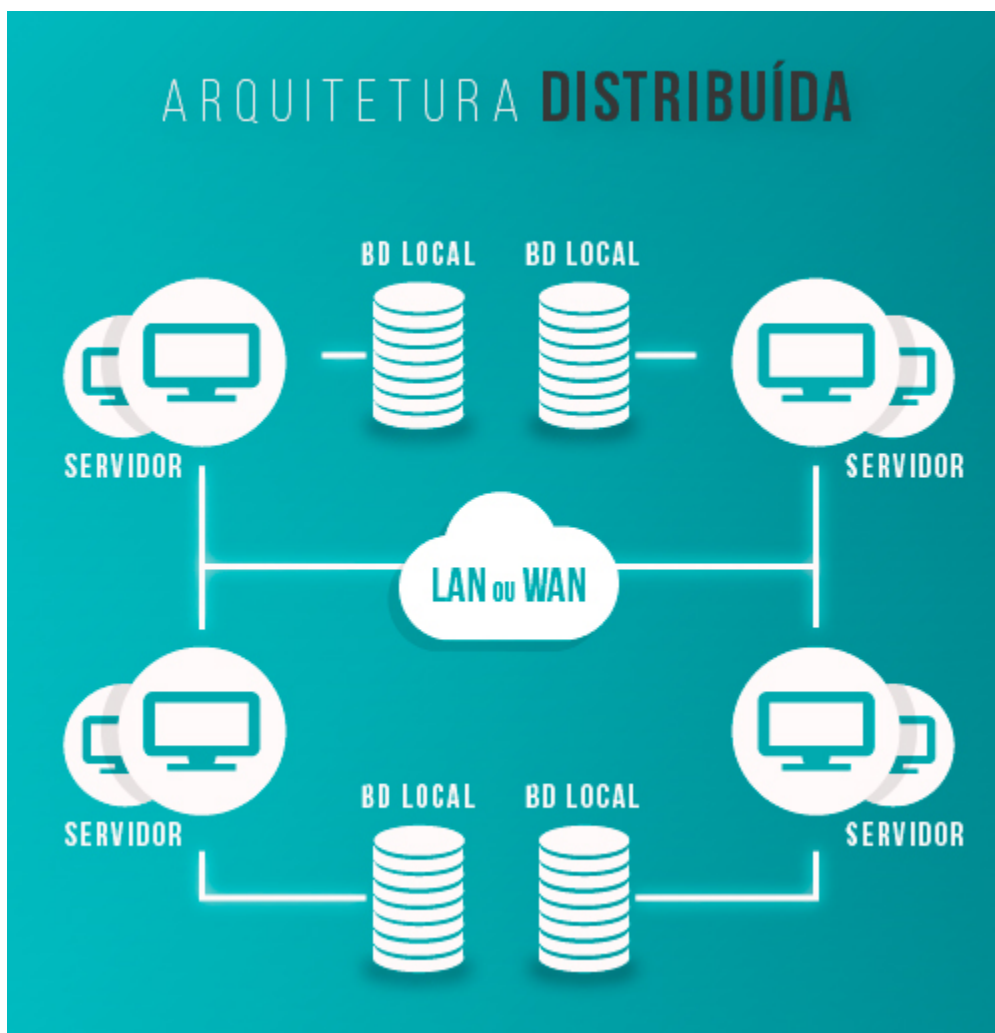 ARQUITETURA DISTRIBUÍDA
BD LOCAL BD LOCAL
SERVIDOR SERVIDOR
LAN OU WAN
BD LOCAL BD LOCAL
SERVIDOR SERVIDOR